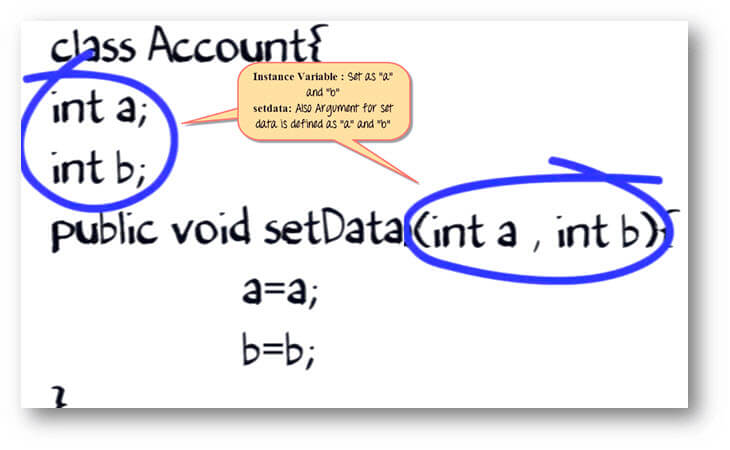 class Account{
int a;
int b;
Instance Variable : Set as "a"
and "b"
setdata: Also Argument for set
data is defined as "a" and "b"
public void setData(int a , int b){
a=a;
b=b;
}